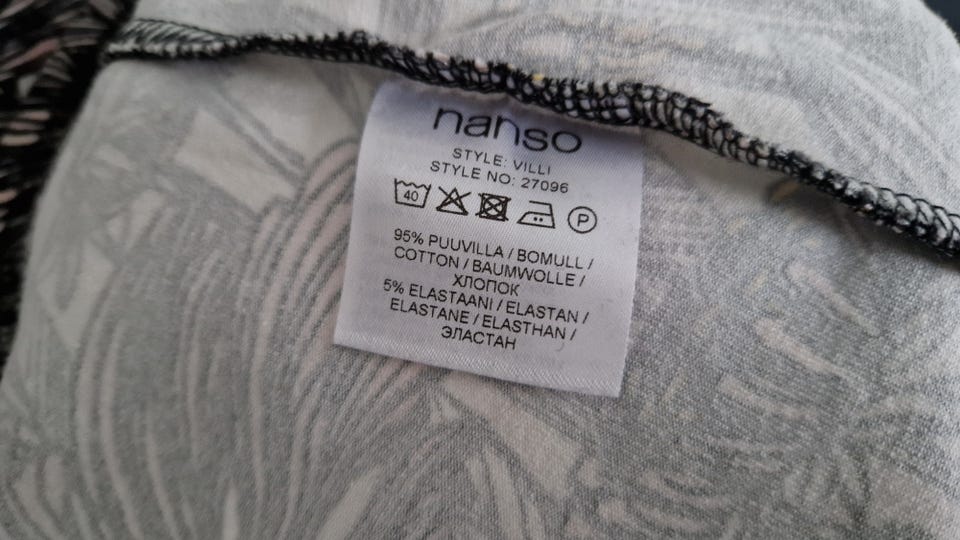 nanso
STYLE: VILLI
STYLE NO: 27096
40 P
95% PUUVILLA / BOMULL /
COTTON / BAUMWOLLE /
ХЛОПОК
5% ELASTAANI / ELASTAN /
ELASTANE / ELASTHAN /
ЭЛАСТАН